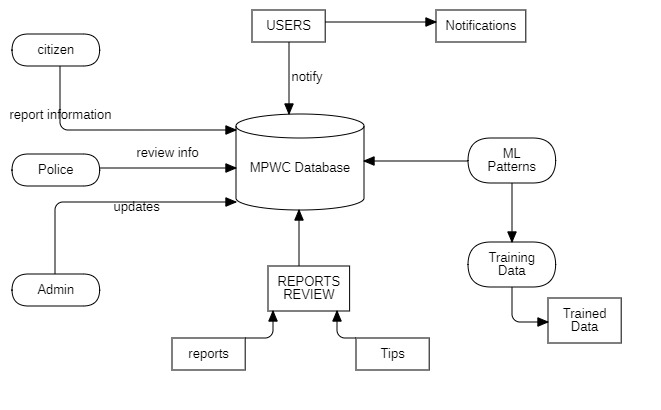 USERS
Notifications
citizen
notify
report information
review info
Police
MPWC Database
ML
Patterns
updates
Training
Data
Admin
REPORTS
REVIEW
Trained
Data
reports
Tips